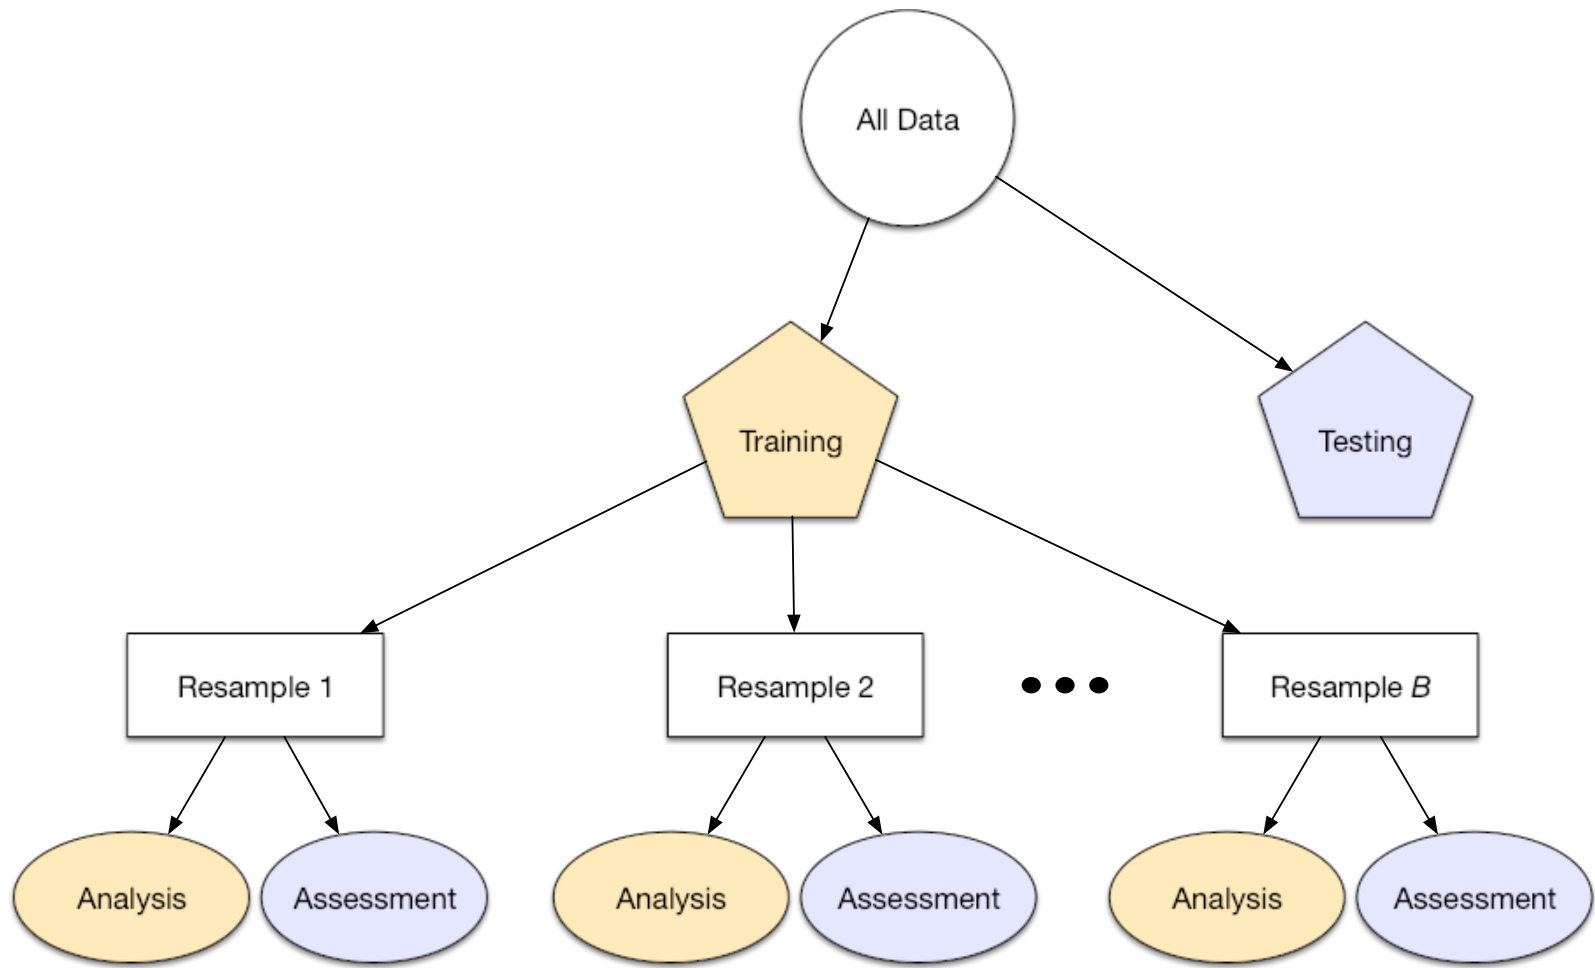 All Data
Training
Testing
Resample 1
Resample 2
Resample B
Analysis
Assessment
Analysis
Assessment
Analysis
Assessment